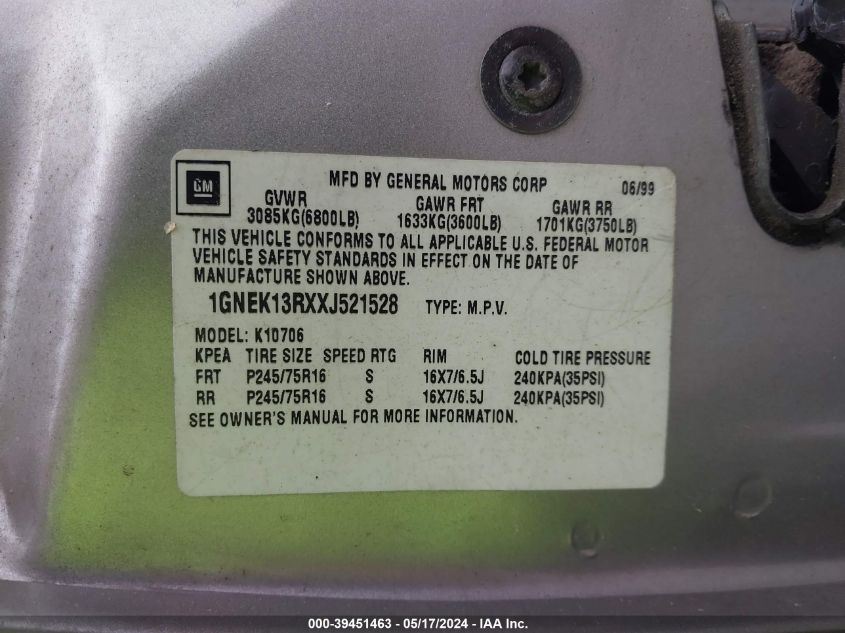 GM
MFD BY GENERAL MOTORS CORP 06/99
GVWR GAWR FRT GAWR RR
3085KG(6800LB) 1633KG(3600LB) 1701KG(3750LB)
THIS VEHICLE CONFORMS TO ALL APPLICABLE U.S. FEDERAL MOTOR
VEHICLE SAFETY STANDARDS IN EFFECT ON THE DATE OF
MANUFACTURE SHOWN ABOVE.
1GNEK13RXXJ521528 TYPE: M.P.V.
MODEL: K10706
KPEA TIRE SIZE SPEED RTG RIM COLD TIRE PRESSURE
FRT P245/75R16 S 16X7/6.5J 240KPA(35PSI)
RR P245/75R16 S 16X7/6.5J 240KPA(35PSI)
SEE OWNER'S MANUAL FOR MORE INFORMATION.
000-39451463 - 05/17/2024 - IAA Inc.